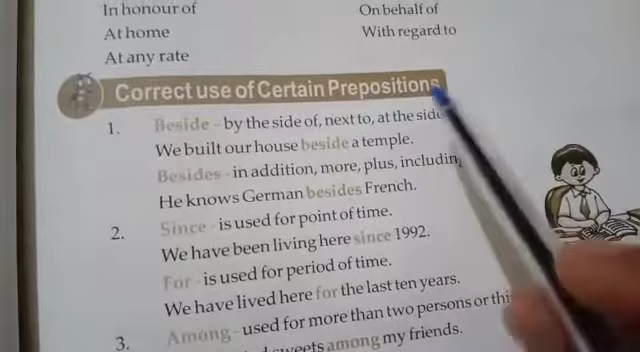 In honour of
On behalf of
At home
With regard to
At any rate
Correct use of Certain Prepositions
1. Beside - by the side of, next to, at the side
We built our house beside a temple.
Besides - in addition, more, plus, including
He knows German besides French.
2. Since - is used for point of time.
We have been living here since 1992.
For - is used for period of time.
We have lived here for the last ten years.
3. Among - used for more than two persons or
sweets among my friends.